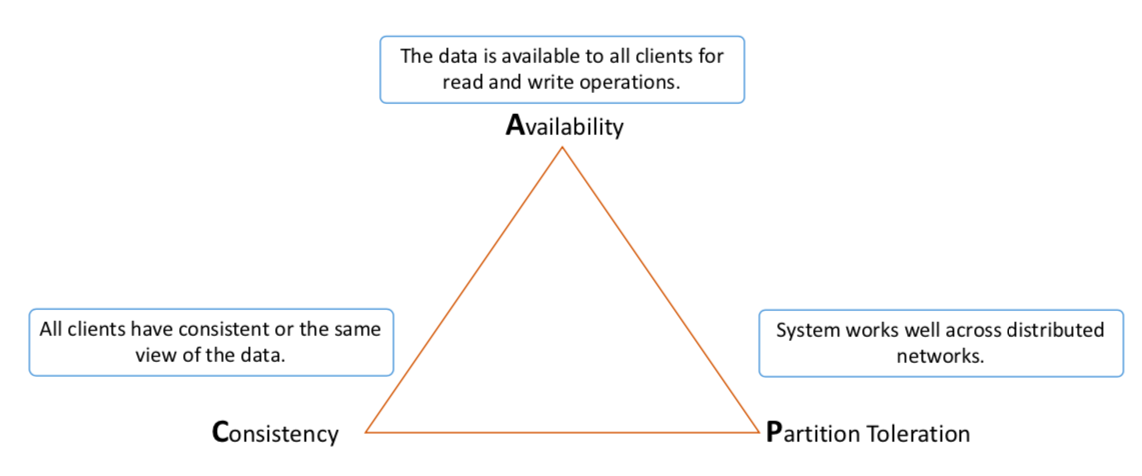 The data is available to all clients for
read and write operations.
Availability
All clients have consistent or the same
view of the data.
System works well across distributed
networks.
Consistency
Partition Toleration